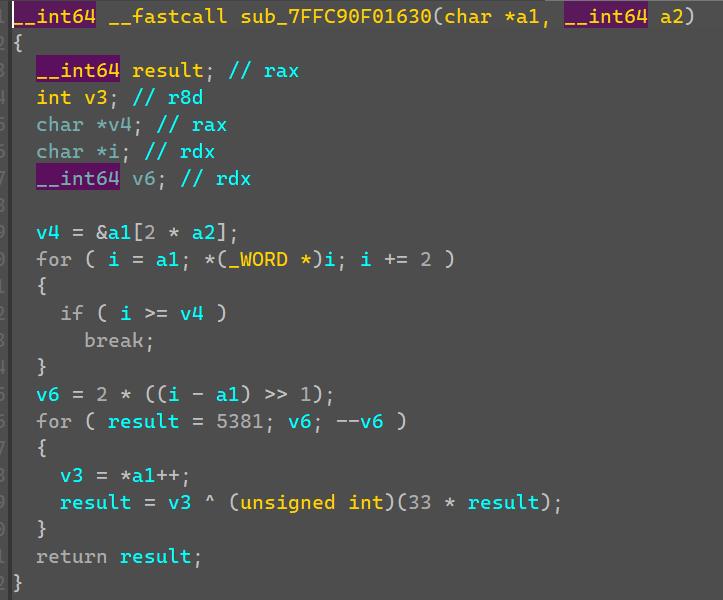 __int64 __fastcall sub_7FFC90F01630(char *a1, __int64 a2)
{
  __int64 result; // rax
  int v3; // r8d
  char *v4; // rax
  char *i; // rdx
  __int64 v6; // rdx

  v4 = &a1[2 * a2];
  for ( i = a1; *(_WORD *)i; i += 2 )
  {
    if ( i >= v4 )
      break;
  }
  v6 = 2 * ((i - a1) >> 1);
  for ( result = 5381; v6; --v6 )
  {
    v3 = *a1++;
    result = v3 ^ (unsigned int)(33 * result);
  }
  return result;
}